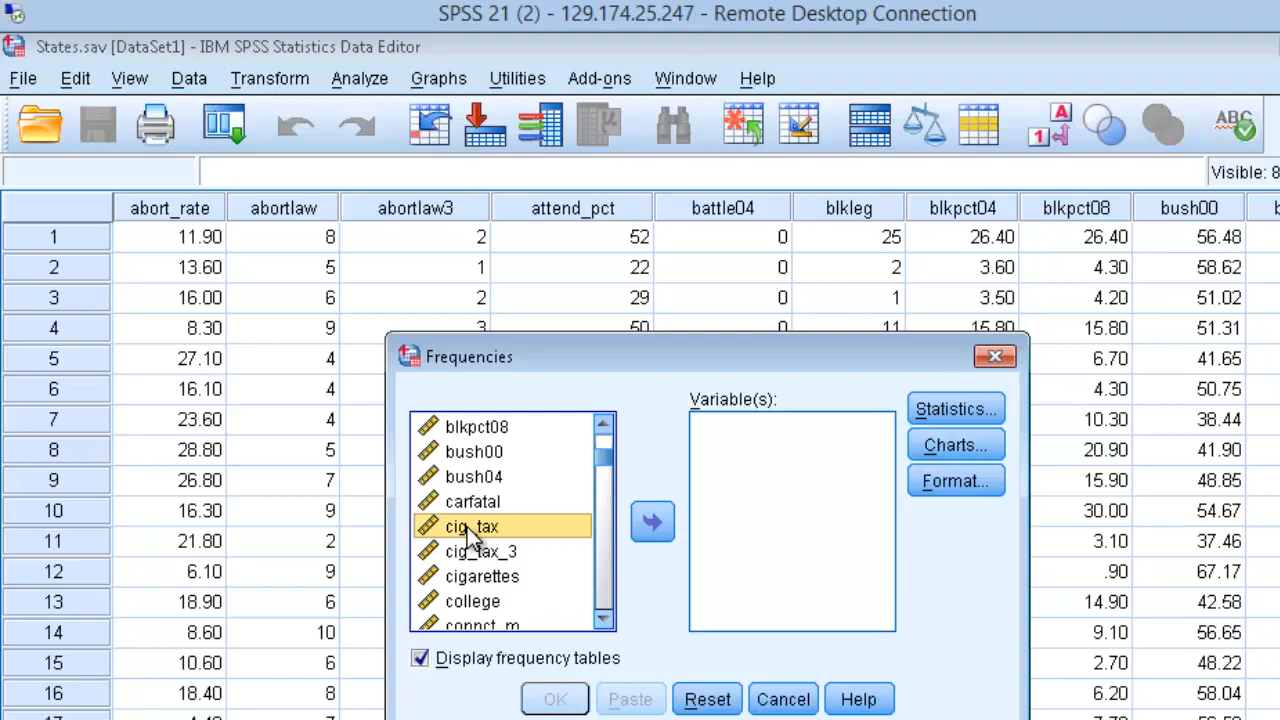 SPSS 21 (2) - 129.174.25.247 - Remote Desktop Connection
States.sav [DataSet1] - IBM SPSS Statistics Data Editor
File Edit View Data Transform Analyze Graphs Utilities Add-ons Window Help
A
1
ABC
Visible: 8
abort_rate abortlaw abortlaw3 attend_pct battle04 blkleg blkpct04 blkpct08 bush00
1 11.90 8 2 52 0 25 26.40 26.40 56.48
2 13.60 5 1 22 0 2 3.60 4.30 58.62
3 16.00 6 2 29 0 1 3.50 4.20 51.02
4 8.30 9 3 50 0 11 15.80 15.80 51.31
5 27.10 4 6.70 41.65
6 16.10 4 4.30 50.75
7 23.60 4 10.30 38.44
8 28.80 5 20.90 41.90
9 26.80 7 15.90 48.85
10 16.30 9 30.00 54.67
11 21.80 2 3.10 37.46
12 6.10 9 .90 67.17
13 18.90 6 14.90 42.58
14 8.60 10 9.10 56.65
15 10.60 6 2.70 48.22
16 18.40 8 6.20 58.04
Frequencies
Variable(s):
blkpct08
bush00
bush04
carfatal
cig_tax
cig_tax_3
cigarettes
college
connct_m
Statistics...
Charts...
Format...
Display frequency tables
OK Paste Reset Cancel Help